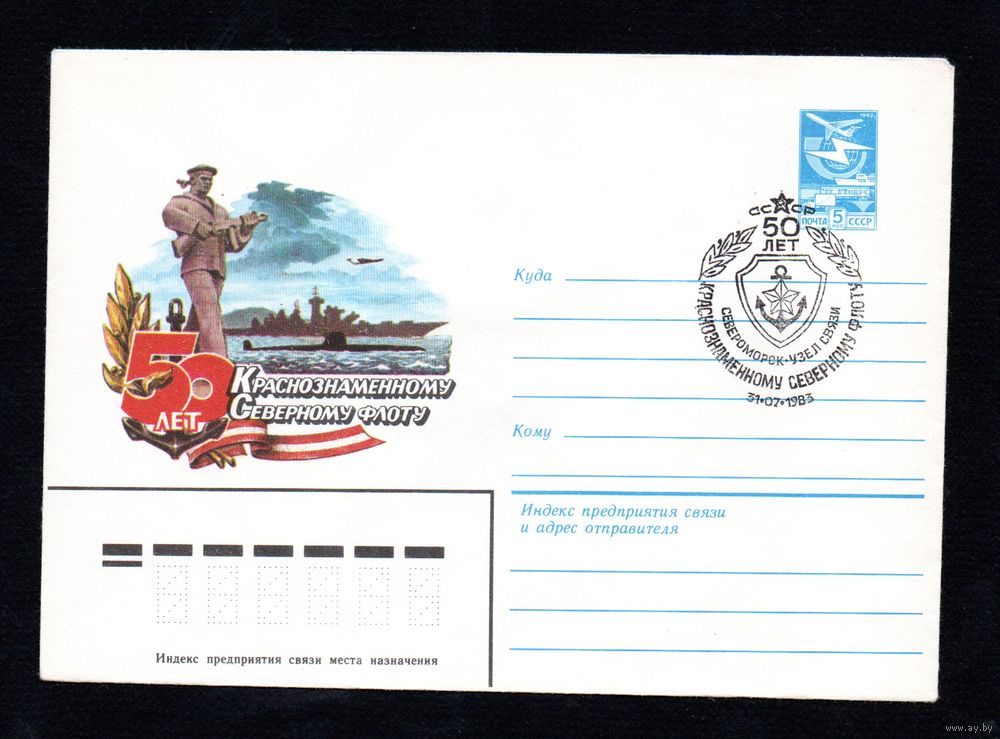 1982
ПОЧТА 5 КОП СССР
СССР
50
ЛЕТ
КРАСНОЗНАМЕННОМУ СЕВЕРНОМУ ФЛОТУ
СЕВЕРОМОРСК-УЗЕЛ СВЯЗИ
31•07•1983
50
ЛЕТ
КРАСНОЗНАМЕННОМУ
СЕВЕРНОМУ ФЛОТУ
Куда
Кому
Индекс предприятия связи
и адрес отправителя
Индекс предприятия связи места назначения
www.ay.by